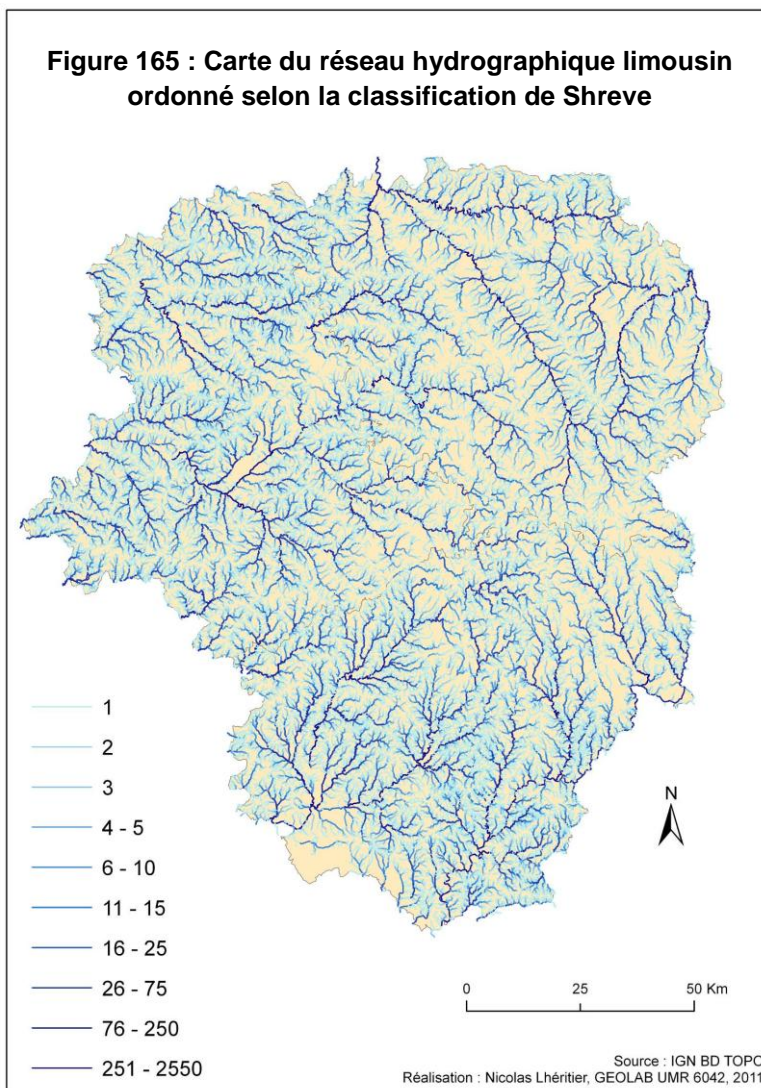 Figure 165 : Carte du réseau hydrographique limousin
ordonné selon la classification de Shreve
1
2
3
4 - 5
6 - 10
11 - 15
16 - 25
26 - 75
76 - 250
251 - 2550
N
0 25 50 Km
Source : IGN BD TOPO
Réalisation : Nicolas Lhéritier, GEOLAB UMR 6042, 2011